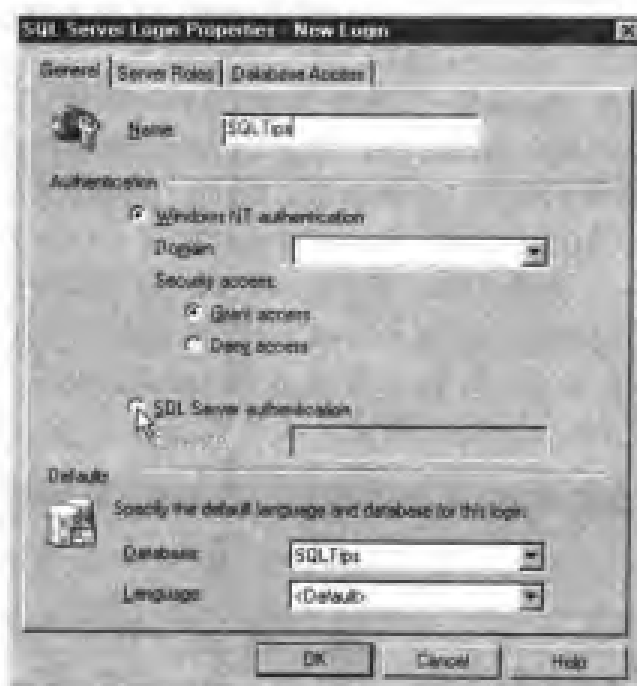 SQL Server Login Properties - New Login
General Server Roles Database Access
Name: SQLTips
Authentication
Windows NT authentication
Domain:
Security access:
Grant access
Deny access
SQL Server authentication
Defaults
Specify the default language and database for this login.
Database: SQLTips
Language: <Default>
OK Cancel Help